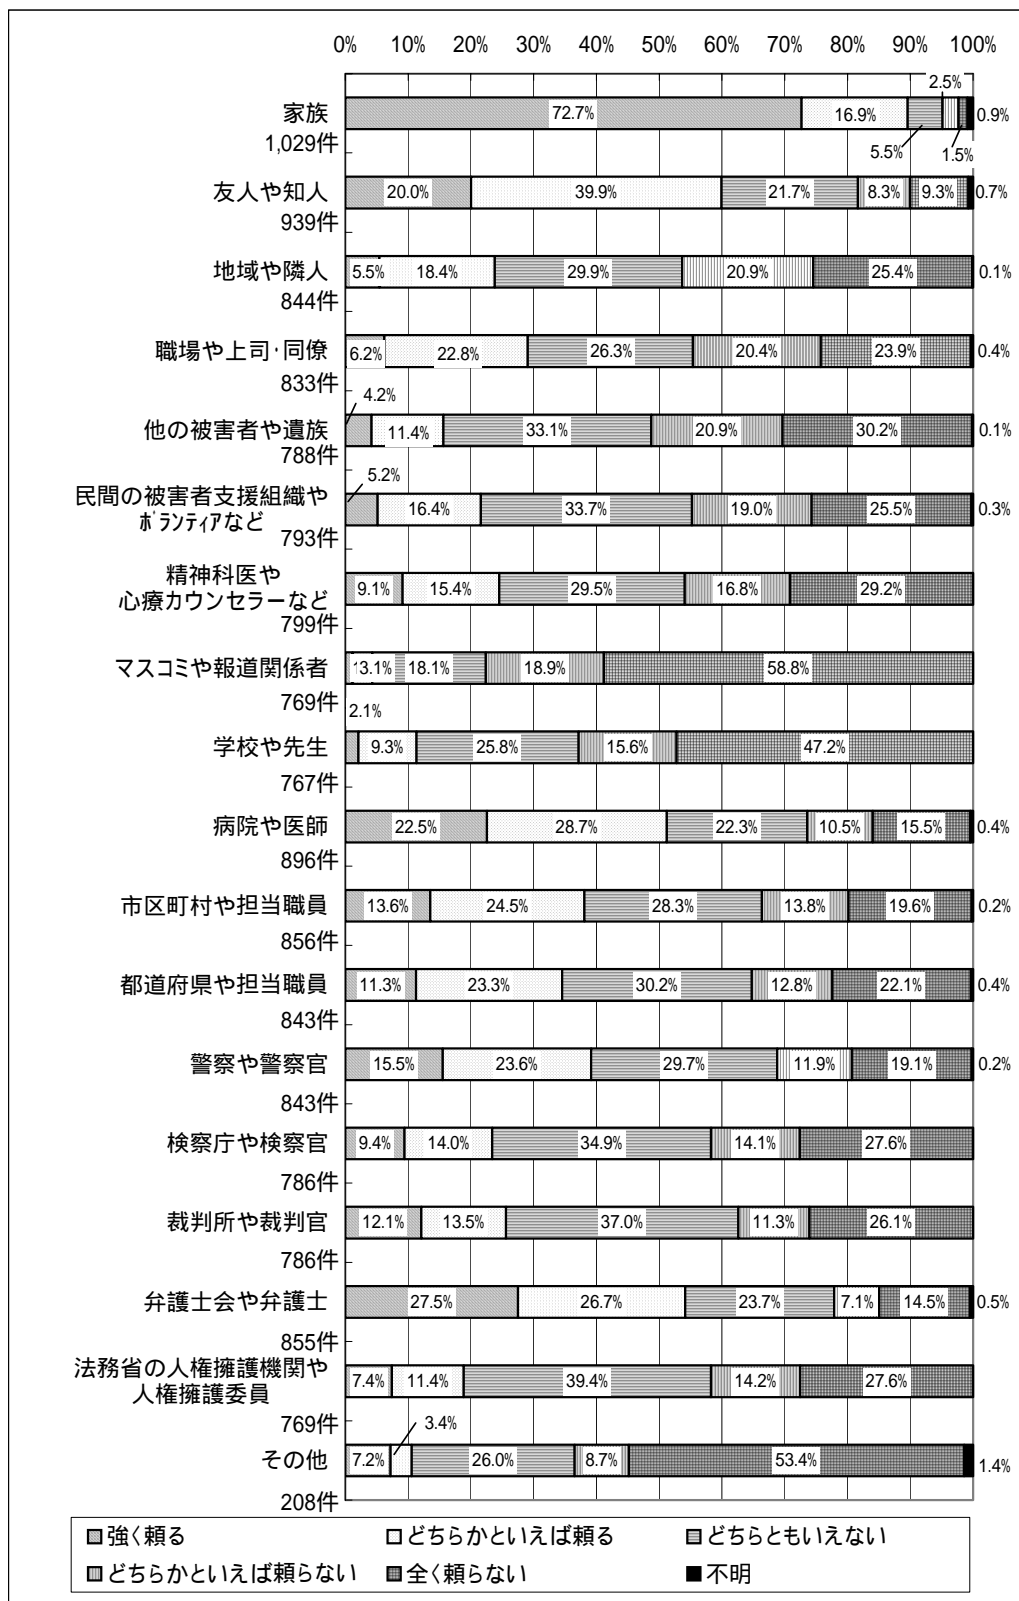 0% 10% 20% 30% 40% 50% 60% 70% 80% 90% 100%
2.5%
家族 72.7% 16.9% 0.9%
5.5% 1.5%
1,029件
友人や知人 20.0% 39.9% 21.7% 8.3% 9.3% 0.7%
939件
地域や隣人 5.5% 18.4% 29.9% 20.9% 25.4% 0.1%
844件
職場や上司･同僚 6.2% 22.8% 26.3% 20.4% 23.9% 0.4%
833件
4.2%
他の被害者や遺族 11.4% 33.1% 20.9% 30.2% 0.1%
788件
5.2%
民間の被害者支援組織や
ﾎﾞﾗﾝﾃｨｱなど 16.4% 33.7% 19.0% 25.5% 0.3%
793件
精神科医や
心療カウンセラーなど 9.1% 15.4% 29.5% 16.8% 29.2%
799件
マスコミや報道関係者 3.1% 18.1% 18.9% 58.8%
769件
2.1%
学校や先生 9.3% 25.8% 15.6% 47.2%
767件
病院や医師 22.5% 28.7% 22.3% 10.5% 15.5% 0.4%
896件
市区町村や担当職員 13.6% 24.5% 28.3% 13.8% 19.6% 0.2%
856件
都道府県や担当職員 11.3% 23.3% 30.2% 12.8% 22.1% 0.4%
843件
警察や警察官 15.5% 23.6% 29.7% 11.9% 19.1% 0.2%
843件
検察庁や検察官 9.4% 14.0% 34.9% 14.1% 27.6%
786件
裁判所や裁判官 12.1% 13.5% 37.0% 11.3% 26.1%
786件
弁護士会や弁護士 27.5% 26.7% 23.7% 7.1% 14.5% 0.5%
855件
法務省の人権擁護機関や
人権擁護委員 7.4% 11.4% 39.4% 14.2% 27.6%
769件
3.4%
その他 7.2% 26.0% 8.7% 53.4% 1.4%
208件
強く頼る どちらかといえば頼る どちらともいえない
どちらかといえば頼らない 全く頼らない 不明